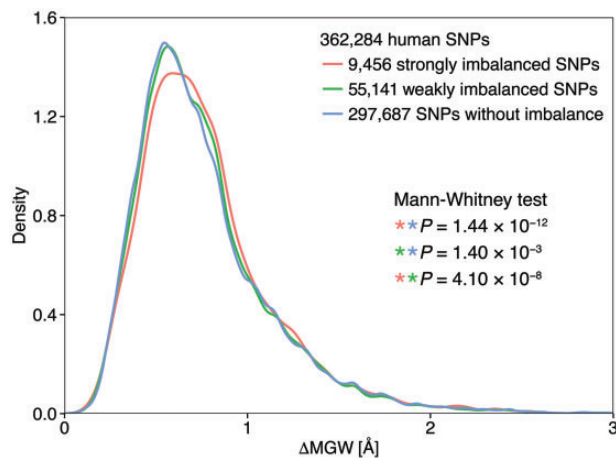 1.6
1.2
0.8
0.4
0.0
Density
362,284 human SNPs
9,456 strongly imbalanced SNPs
55,141 weakly imbalanced SNPs
297,687 SNPs without imbalance
Mann-Whitney test
**P = 1.44 × 10⁻¹²
**P = 1.40 × 10⁻³
**P = 4.10 × 10⁻⁸
0 1 2 3
ΔMGW [Å]